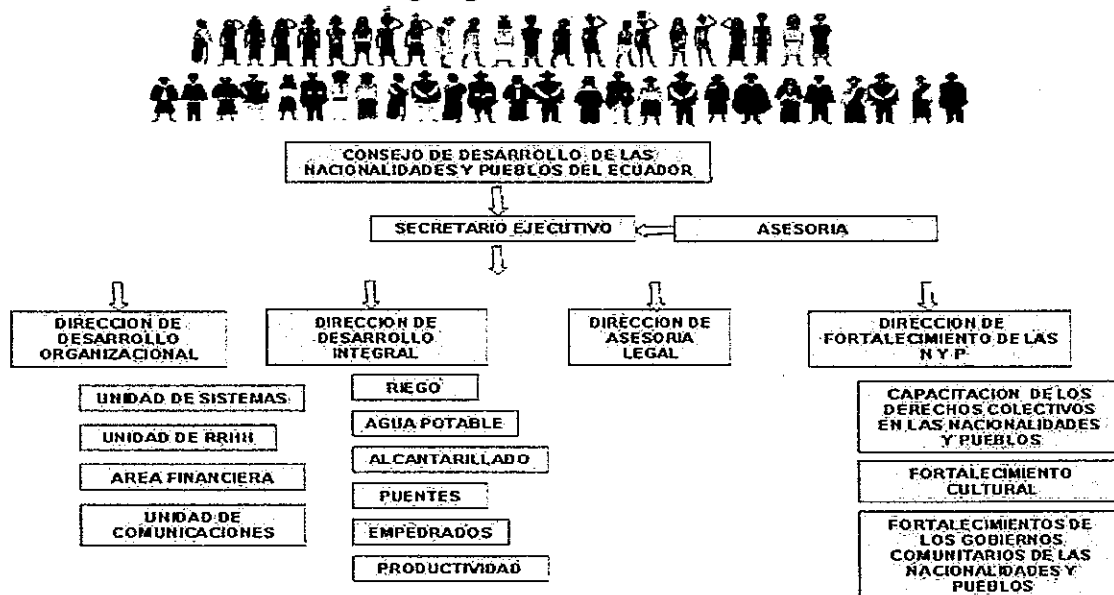 CONSEJO DE DESARROLLO DE LAS
NACIONALIDADES Y PUEBLOS DEL ECUADOR
SECRETARIO EJECUTIVO
ASESORIA
DIRECCION DE
DESARROLLO
ORGANIZACIONAL
UNIDAD DE SISTEMAS
UNIDAD DE RRHH
AREA FINANCIERA
UNIDAD DE
COMUNICACIONES
DIRECCION DE
DESARROLLO
INTEGRAL
RIEGO
AGUA POTABLE
ALCANTARILLADO
PUENTES
EMPEDRADOS
PRODUCTIVIDAD
DIRECCION DE
ASESORIA
LEGAL
DIRECCION DE
FORTALECIMIENTO DE LAS
N Y P
CAPACITACION DE LOS
DERECHOS COLECTIVOS
EN LAS NACIONALIDADES
Y PUEBLOS
FORTALECIMIENTO
CULTURAL
FORTALECIMIENTOS DE
LOS GOBIERNOS
COMUNITARIOS DE LAS
NACIONALIDADES Y
PUEBLOS